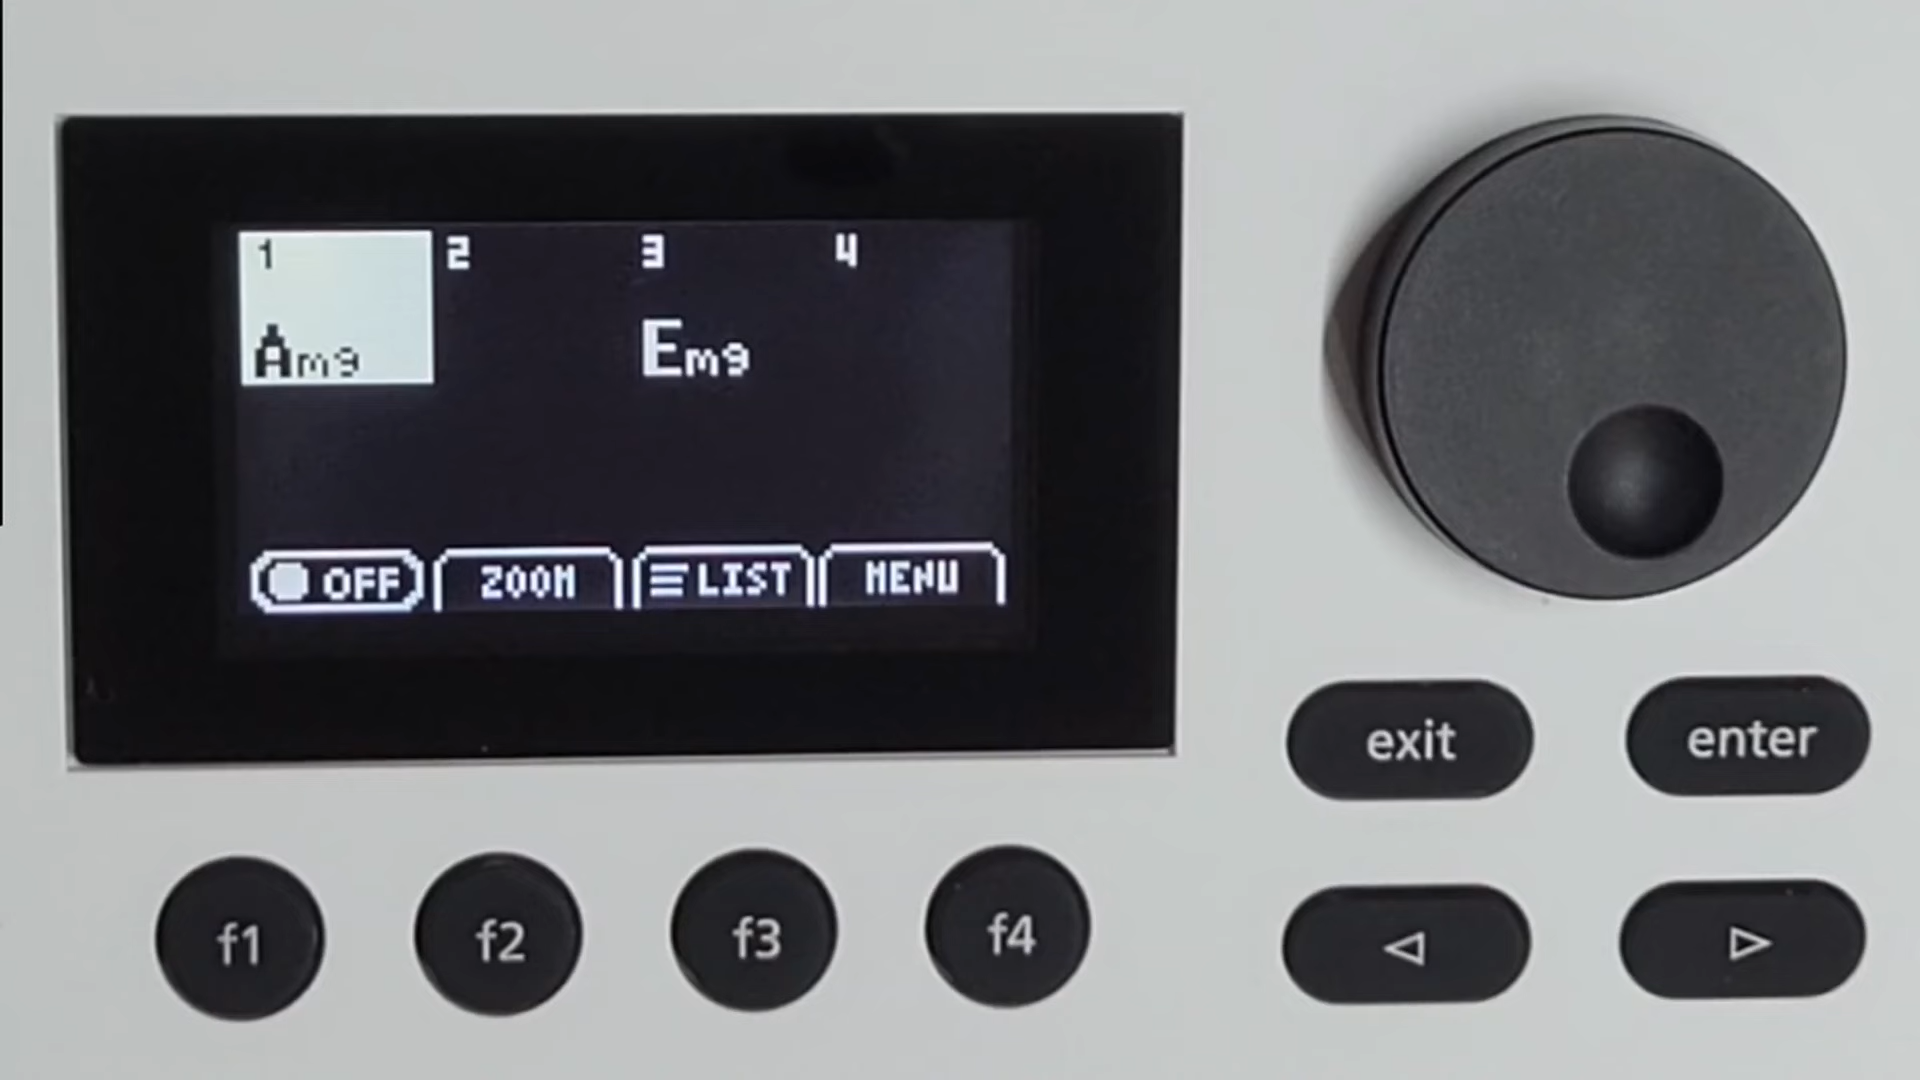 1 2 3 4
Am9 Em9
OFF ZOOM LIST MENU
exit enter
f1 f2 f3 f4